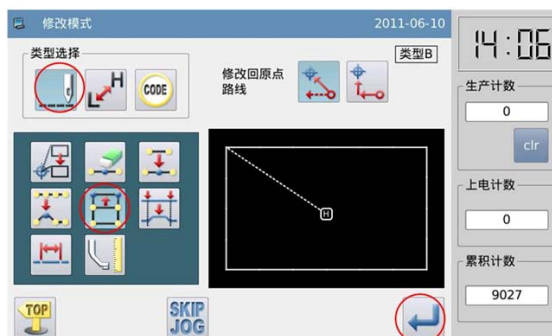 修改模式
2011-06-10
14:06
类型选择
H
L
CODE
修改回原点
路线
类型B
生产计数
0
clr
上电计数
0
累积计数
9027
H
TOP
SKIP
JOG